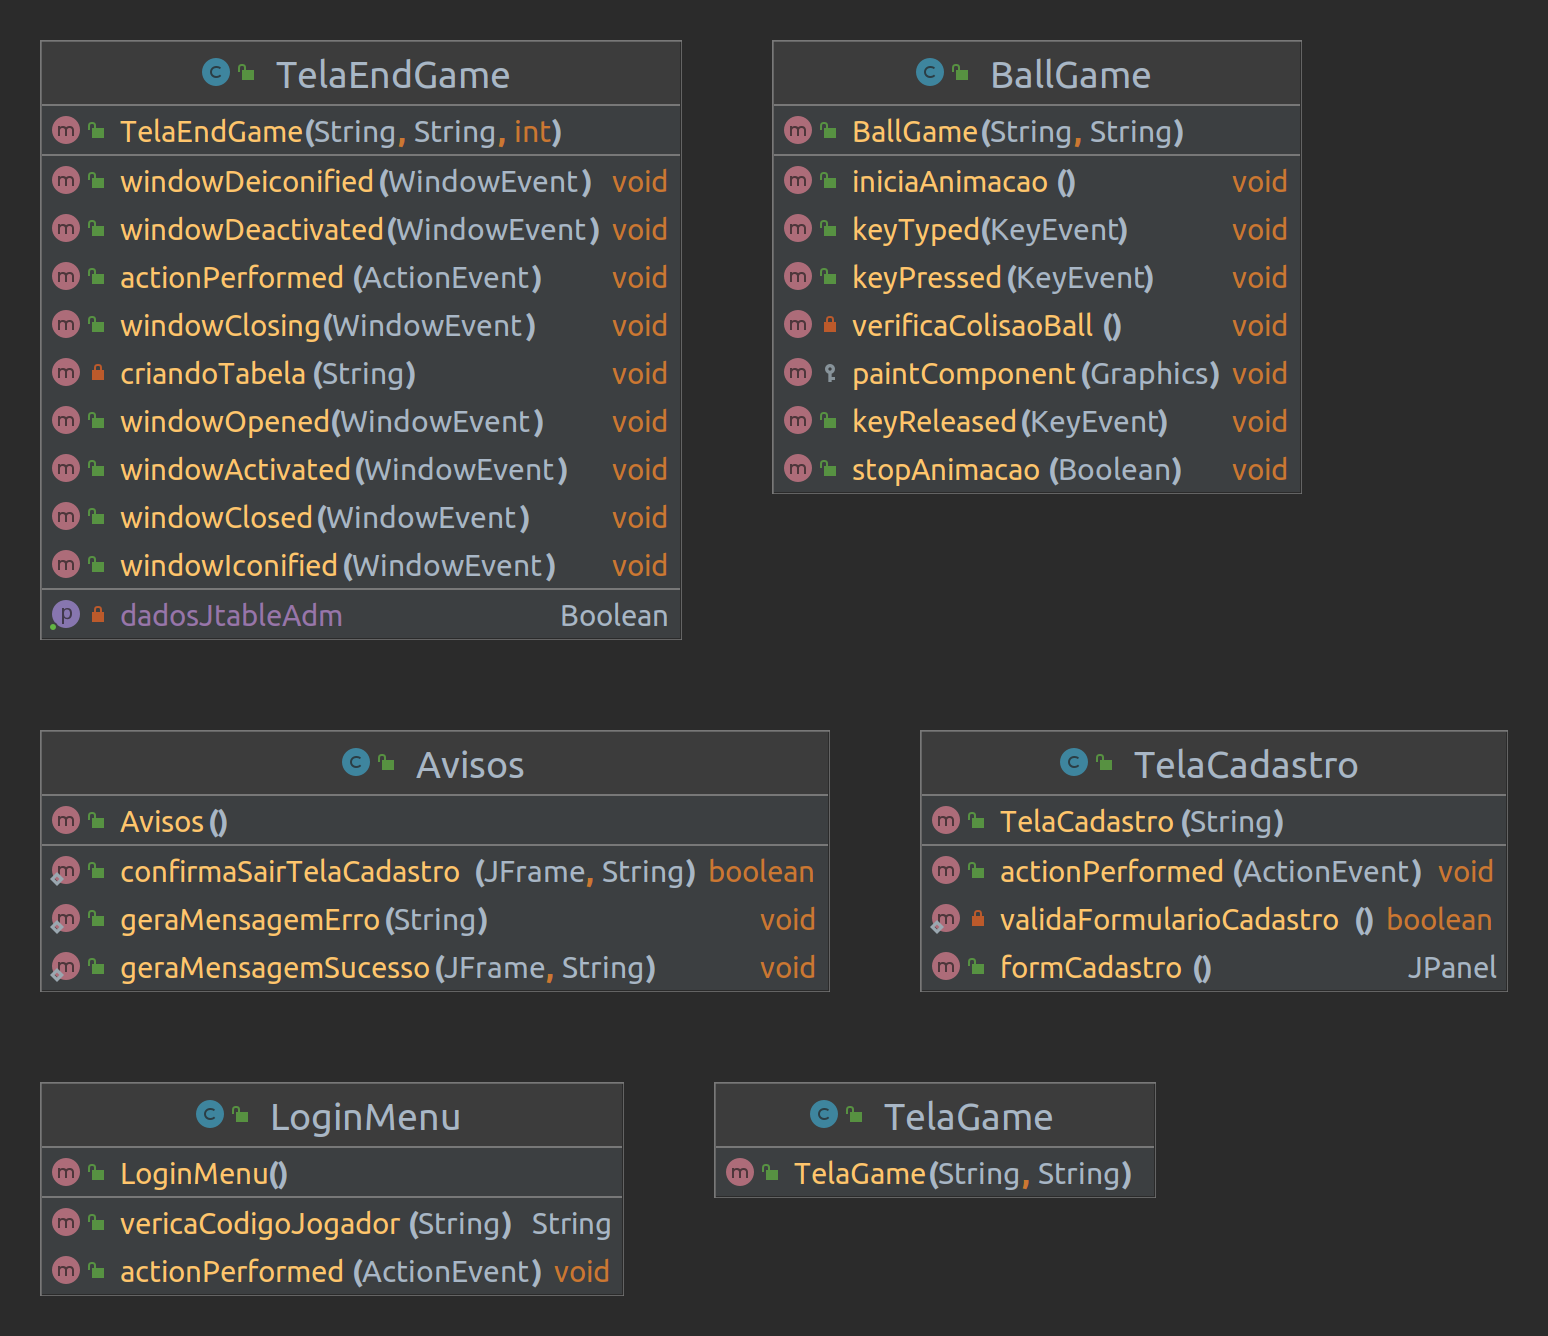 TelaEndGame
TelaEndGame(String, String, int)
windowDeiconified(WindowEvent) void
windowDeactivated(WindowEvent) void
actionPerformed (ActionEvent) void
windowClosing(WindowEvent) void
criandoTabela (String) void
windowOpened(WindowEvent) void
windowActivated(WindowEvent) void
windowClosed(WindowEvent) void
windowIconified(WindowEvent) void
dadosJtableAdm Boolean
BallGame
BallGame(String, String)
iniciaAnimacao () void
keyTyped(KeyEvent) void
keyPressed(KeyEvent) void
verificaColisaoBall () void
paintComponent(Graphics) void
keyReleased(KeyEvent) void
stopAnimacao (Boolean) void
Avisos
Avisos()
confirmaSairTelaCadastro (JFrame, String) boolean
geraMensagemErro(String) void
geraMensagemSucesso(JFrame, String) void
TelaCadastro
TelaCadastro(String)
actionPerformed (ActionEvent) void
validaFormularioCadastro () boolean
formCadastro () JPanel
LoginMenu
LoginMenu()
vericaCodigoJogador (String) String
actionPerformed (ActionEvent) void
TelaGame
TelaGame(String, String)